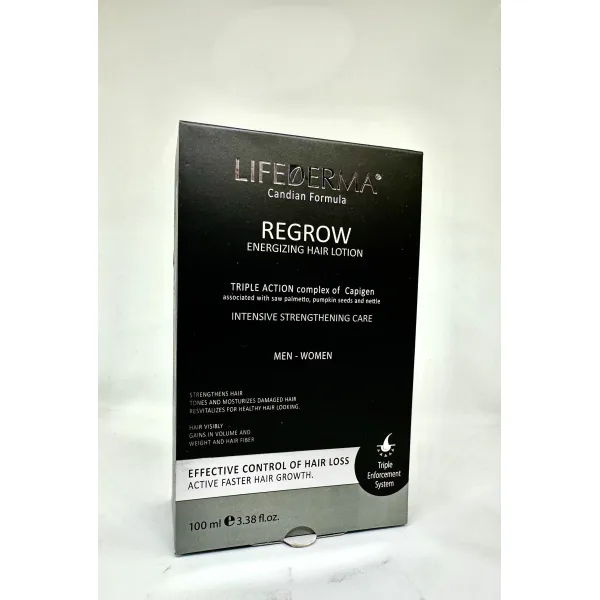 LIFEDERMA®
Candian Formula
REGROW
ENERGIZING HAIR LOTION
TRIPLE ACTION complex of Capigen
associated with saw palmetto, pumpkin seeds and nettle
INTENSIVE STRENGTHENING CARE
MEN - WOMEN
STRENGTHENS HAIR
TONES AND MOSTURIZES DAMAGED HAIR
RESVITALIZES FOR HEALTHY HAIR LOOKING.
HAIR VISIBLY
GAINS IN VOLUME AND
WEIGHT AND HAIR FIBER
EFFECTIVE CONTROL OF HAIR LOSS
ACTIVE FASTER HAIR GROWTH.
Triple
Enforcement
System
100 ml ℮ 3.38 fl.oz.